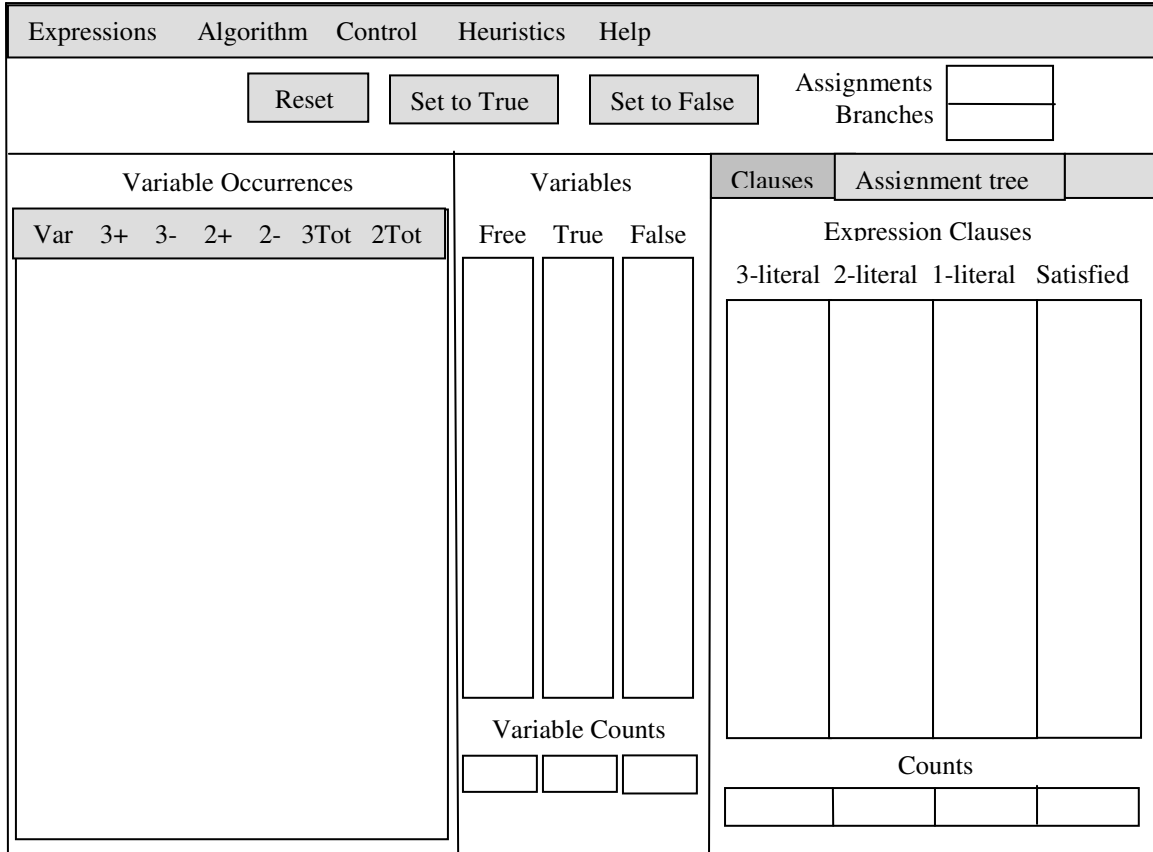 Expressions Algorithm Control Heuristics Help
Reset Set to True Set to False
Assignments
Branches
Variable Occurrences
Var 3+ 3- 2+ 2- 3Tot 2Tot
Variables
Free True False
Variable Counts
Clauses Assignment tree
Expression Clauses
3-literal 2-literal 1-literal Satisfied
Counts